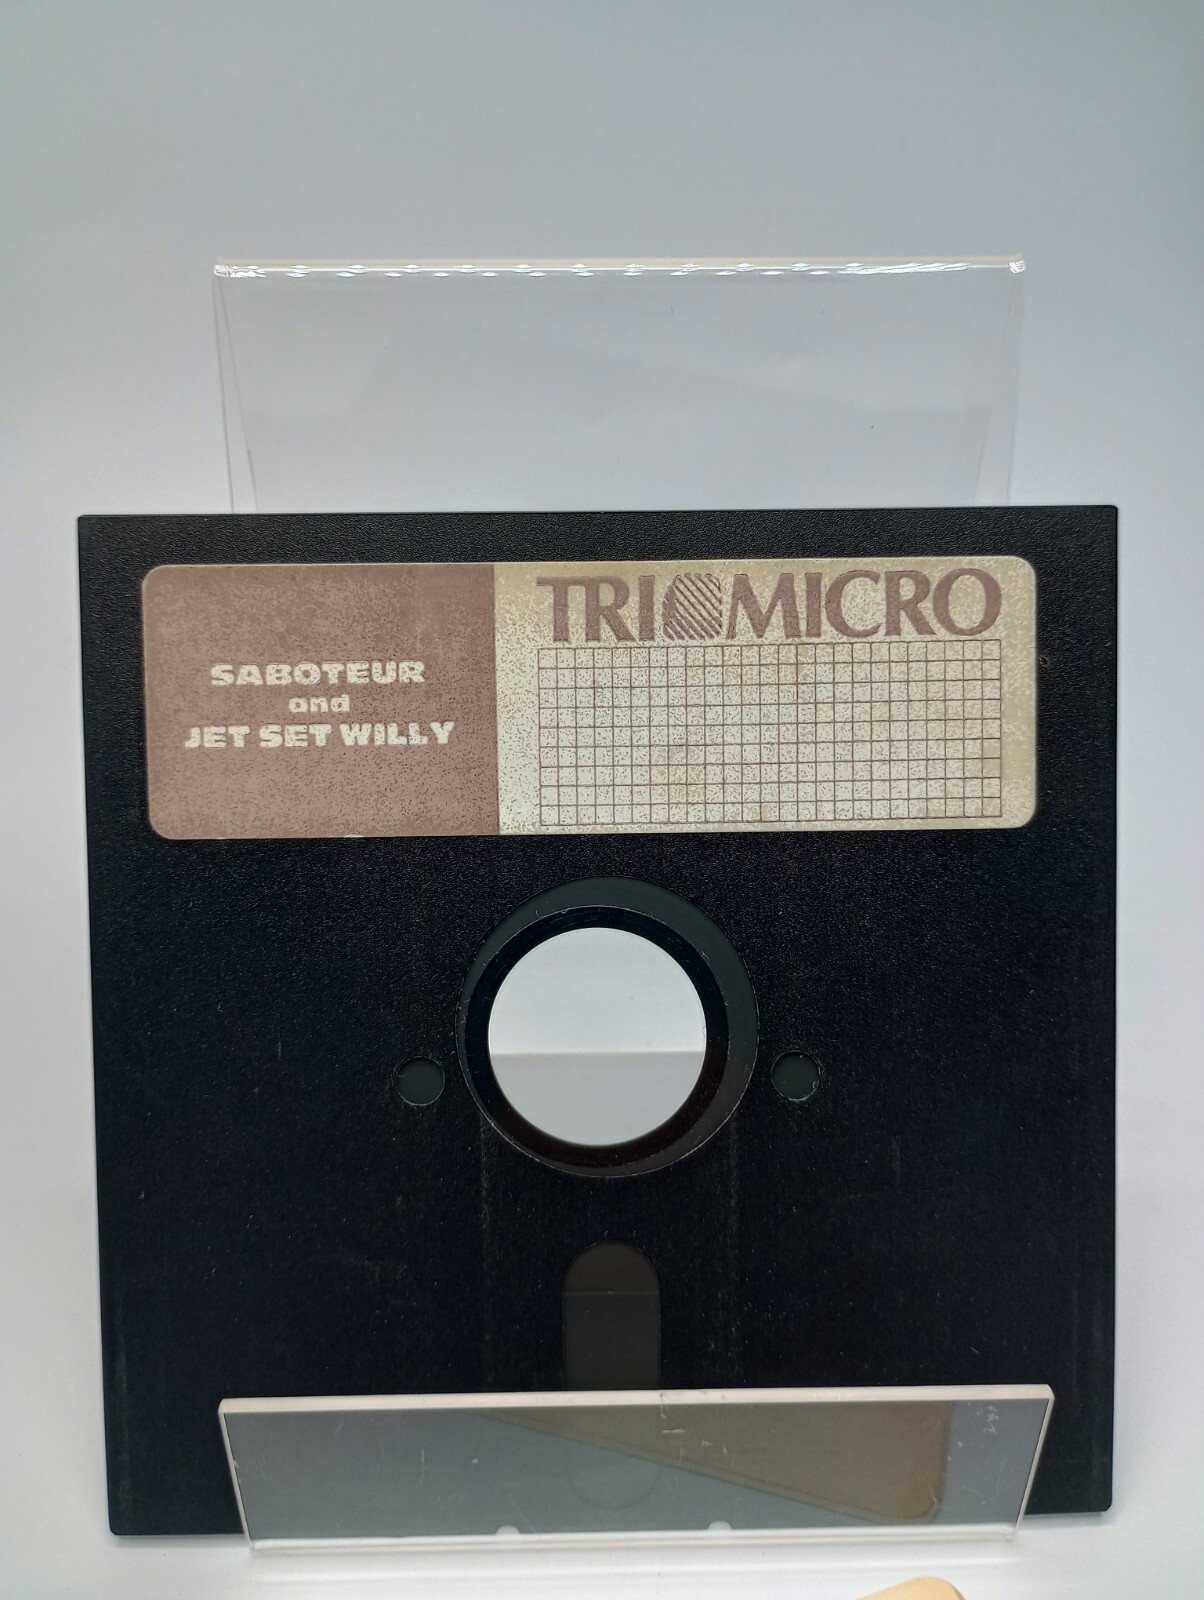 SABOTEUR
and
JET SET WILLY
TRI MICRO